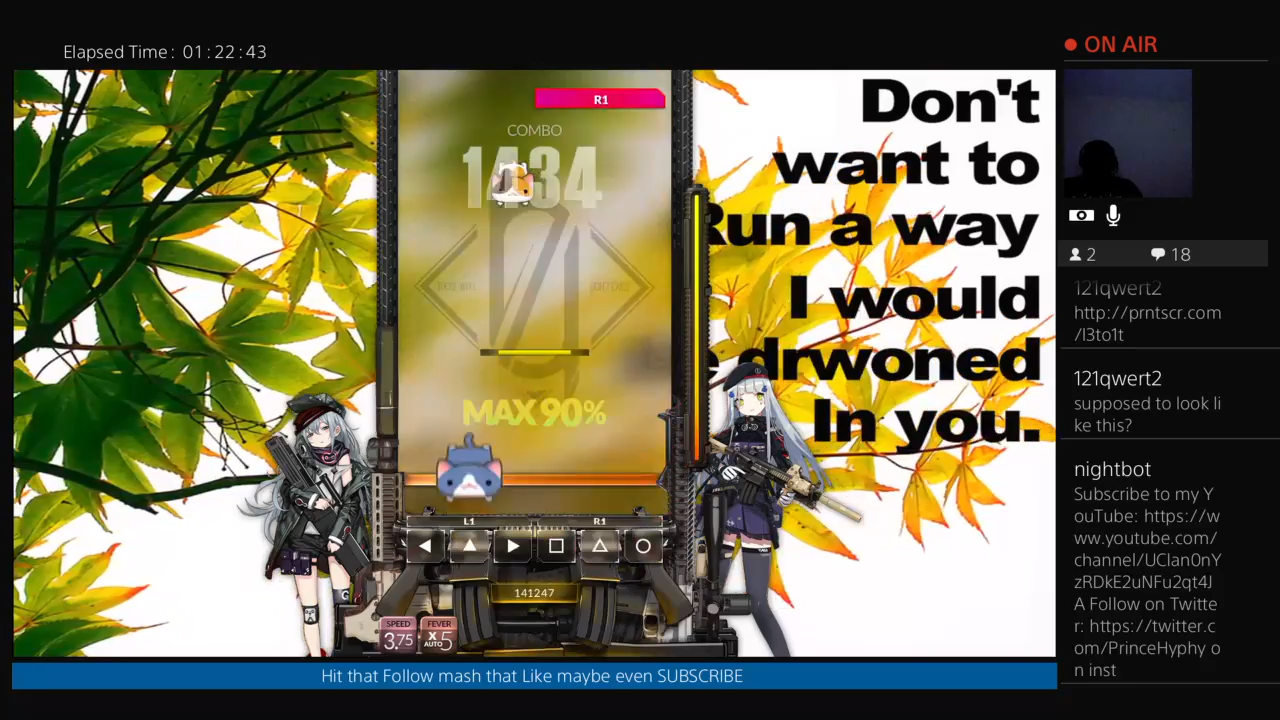 Elapsed Time: 01:22:43
ON AIR
R1
COMBO
1434
MAX 90%
L1
R1
141247
SPEED
3.75
FEVER
X
AUTO 5
Don't
want to
Run a way
I would
drwoned
In you.
2
18
121qwert2
http://prntscr.com
/l3to1t
121qwert2
supposed to look li
ke this?
nightbot
Subscribe to my Y
ouTube: https://w
ww.youtube.com/
channel/UCIan0nY
zRDkE2uNFu2qt4J
A Follow on Twitte
r: https://twitter.c
om/PrinceHyphy o
n inst
Hit that Follow mash that Like maybe even SUBSCRIBE